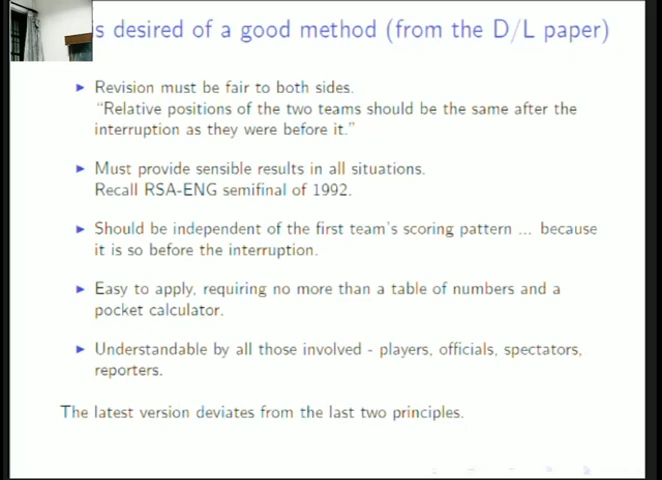 s desired of a good method (from the D/L paper)
Revision must be fair to both sides.
"Relative positions of the two teams should be the same after the
interruption as they were before it."
Must provide sensible results in all situations.
Recall RSA-ENG semifinal of 1992.
Should be independent of the first team's scoring pattern ... because
it is so before the interruption.
Easy to apply, requiring no more than a table of numbers and a
pocket calculator.
Understandable by all those involved - players, officials, spectators,
reporters.
The latest version deviates from the last two principles.